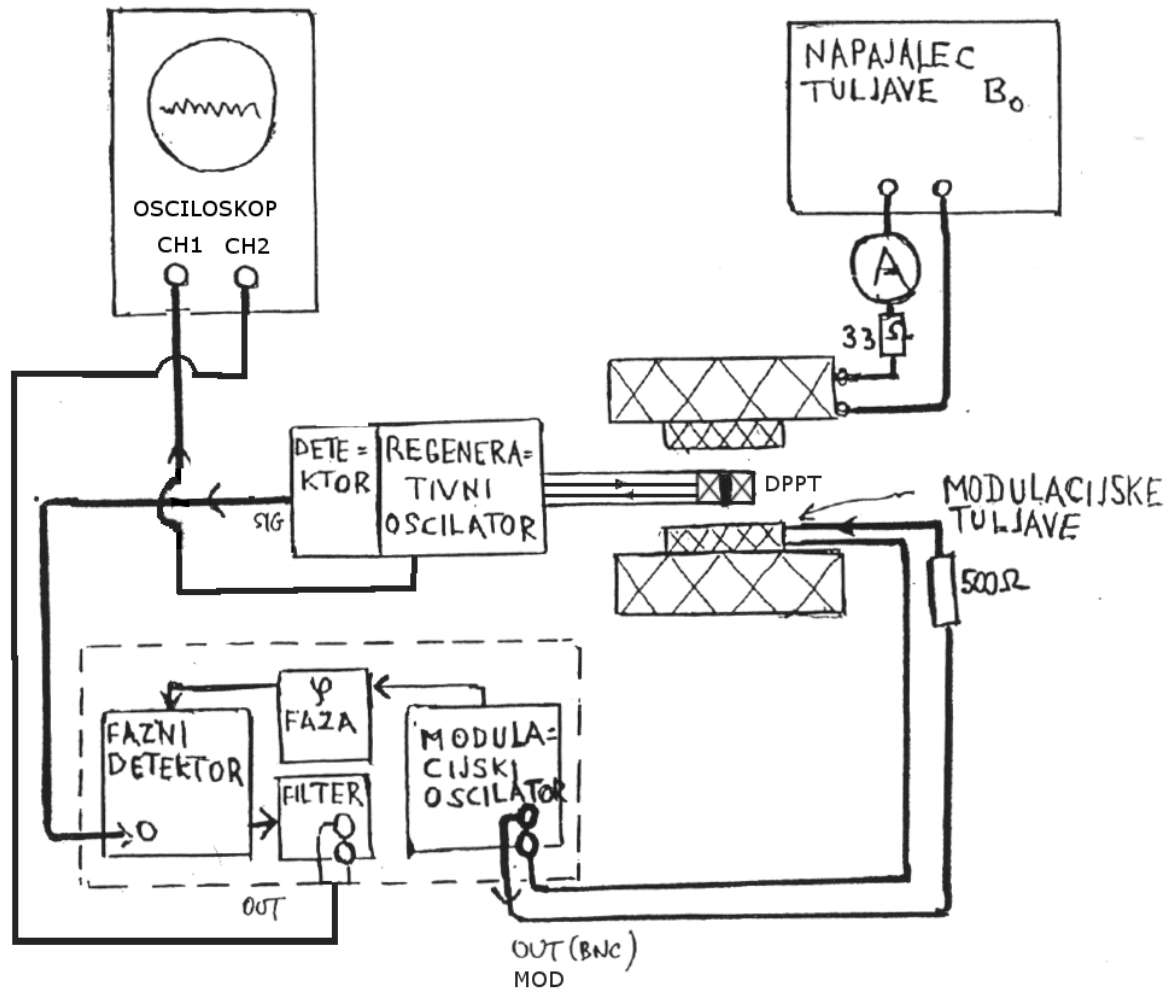 NAPAJALEC
TULJAVE B₀
OSCILOSKOP
CH1 CH2
A
33 Ω
DETE=
KTOR
REGENERA=
TIVNI
OSCILATOR
SIG
DPPT
MODULACIJSKE
TULJAVE
500Ω
φ
FAZA
FAZNI
DETEKTOR
FILTER
MODULA=
CIJSKI
OSCILATOR
OUT
OUT (BNC)
MOD